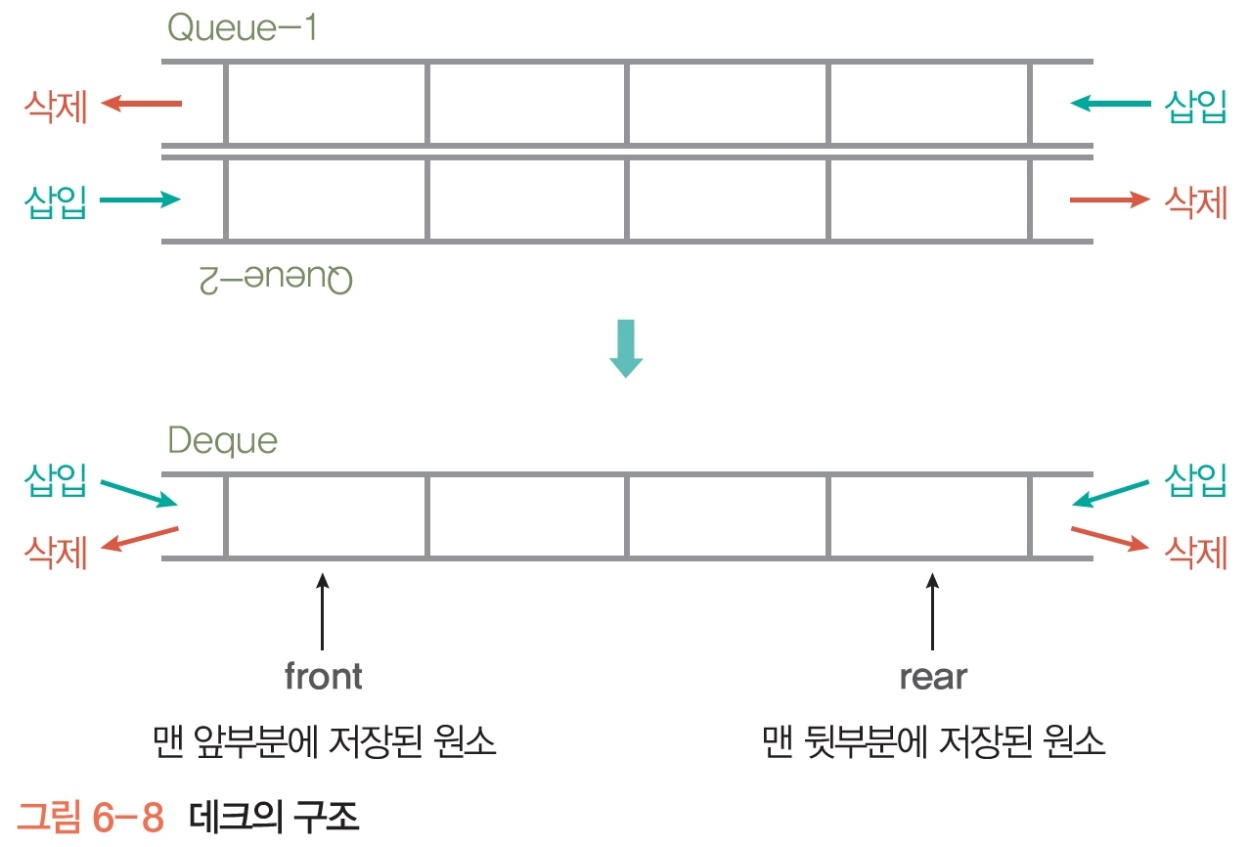 Queue-1
삭제 삽입
삽입 삭제
Queue-2
Deque
삽입 삽입
삭제 삭제
front rear
맨 앞부분에 저장된 원소 맨 뒷부분에 저장된 원소
그림 6-8 데크의 구조